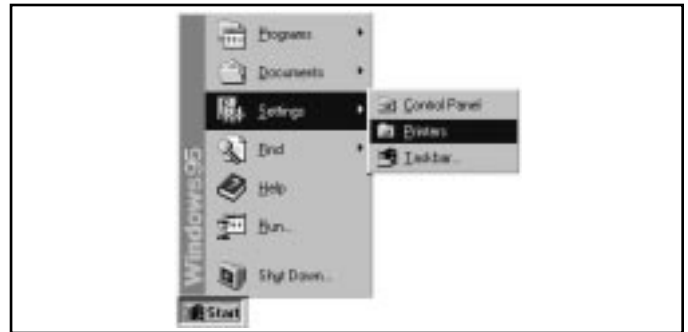 Programs
Documents
Settings
Control Panel
Printers
Taskbar...
Find
Help
Run...
Shut Down...
Windows95
Start